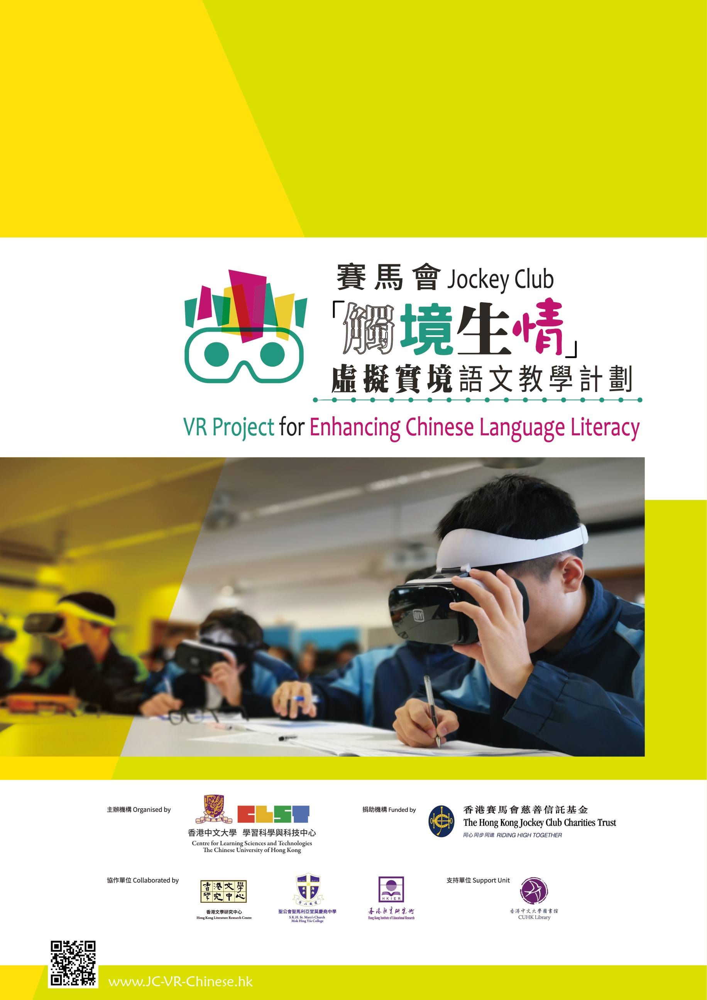 賽馬會 Jockey Club
「觸境生情」
虛擬實境語文教學計劃
VR Project for Enhancing Chinese Language Literacy
QIY
主辦機構 Organised by
CLST
香港中文大學 學習科學與科技中心
Centre for Learning Sciences and Technologies
The Chinese University of Hong Kong
捐助機構 Funded by
香港賽馬會慈善信託基金
The Hong Kong Jockey Club Charities Trust
同心同步同進 RIDING HIGH TOGETHER
協作單位 Collaborated by
香港文學
研究中心
香港文學研究中心
Hong Kong Literature Research Centre
聖公會聖馬利亞堂莫慶堯中學
S.K.H. St. Mary's Church
Mok Hing Yiu College
HKIER
香港教育研究所
Hong Kong Institute of Educational Research
支持單位 Support Unit
香港中文大學圖書館
CUHK Library
www.JC-VR-Chinese.hk